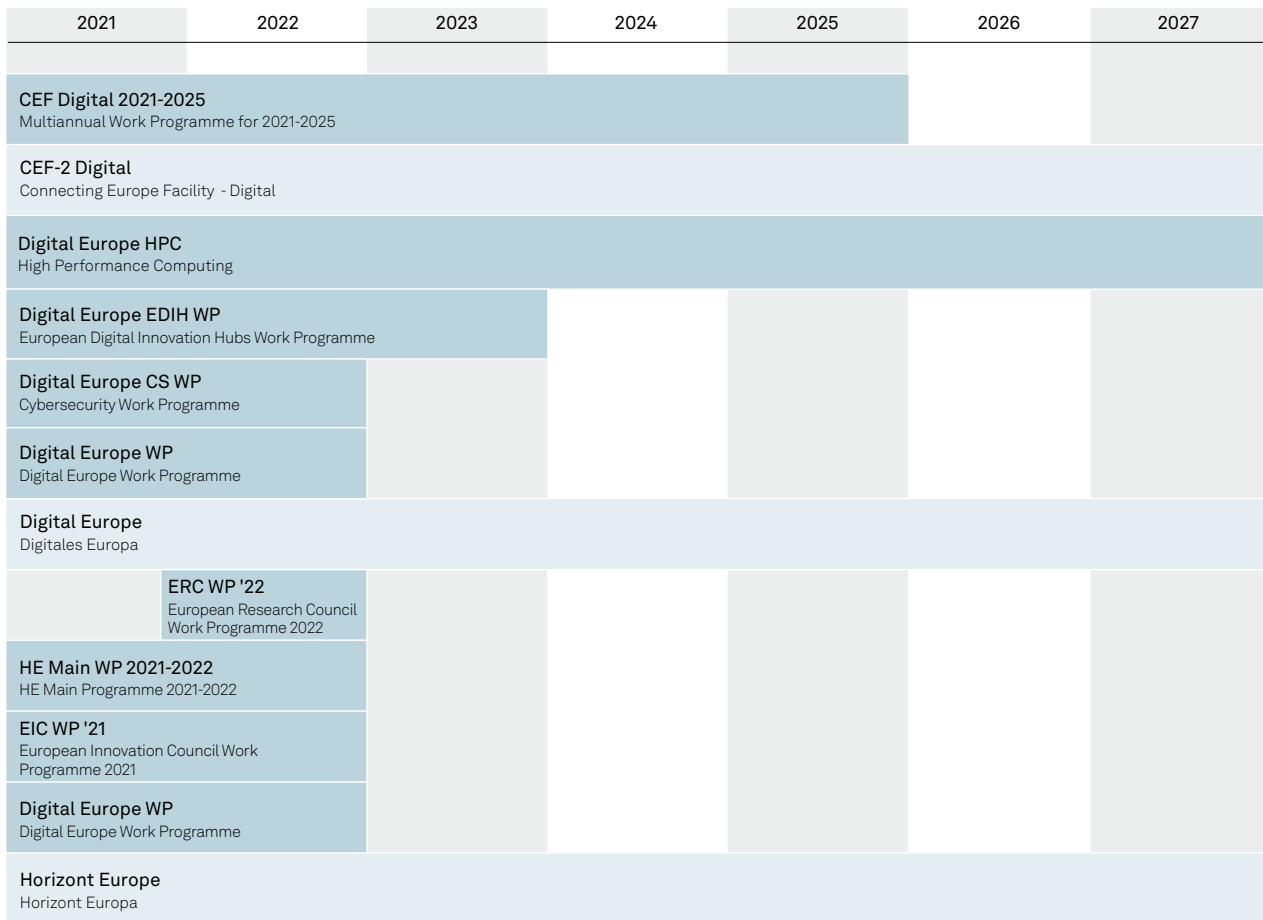 2021 2022 2023 2024 2025 2026 2027
CEF Digital 2021-2025
Multiannual Work Programme for 2021-2025
CEF-2 Digital
Connecting Europe Facility - Digital
Digital Europe HPC
High Performance Computing
Digital Europe EDIH WP
European Digital Innovation Hubs Work Programme
Digital Europe CS WP
Cybersecurity Work Programme
Digital Europe WP
Digital Europe Work Programme
Digital Europe
Digitales Europa
ERC WP '22
European Research Council
Work Programme 2022
HE Main WP 2021-2022
HE Main Programme 2021-2022
EIC WP '21
European Innovation Council Work
Programme 2021
Digital Europe WP
Digital Europe Work Programme
Horizont Europe
Horizont Europa